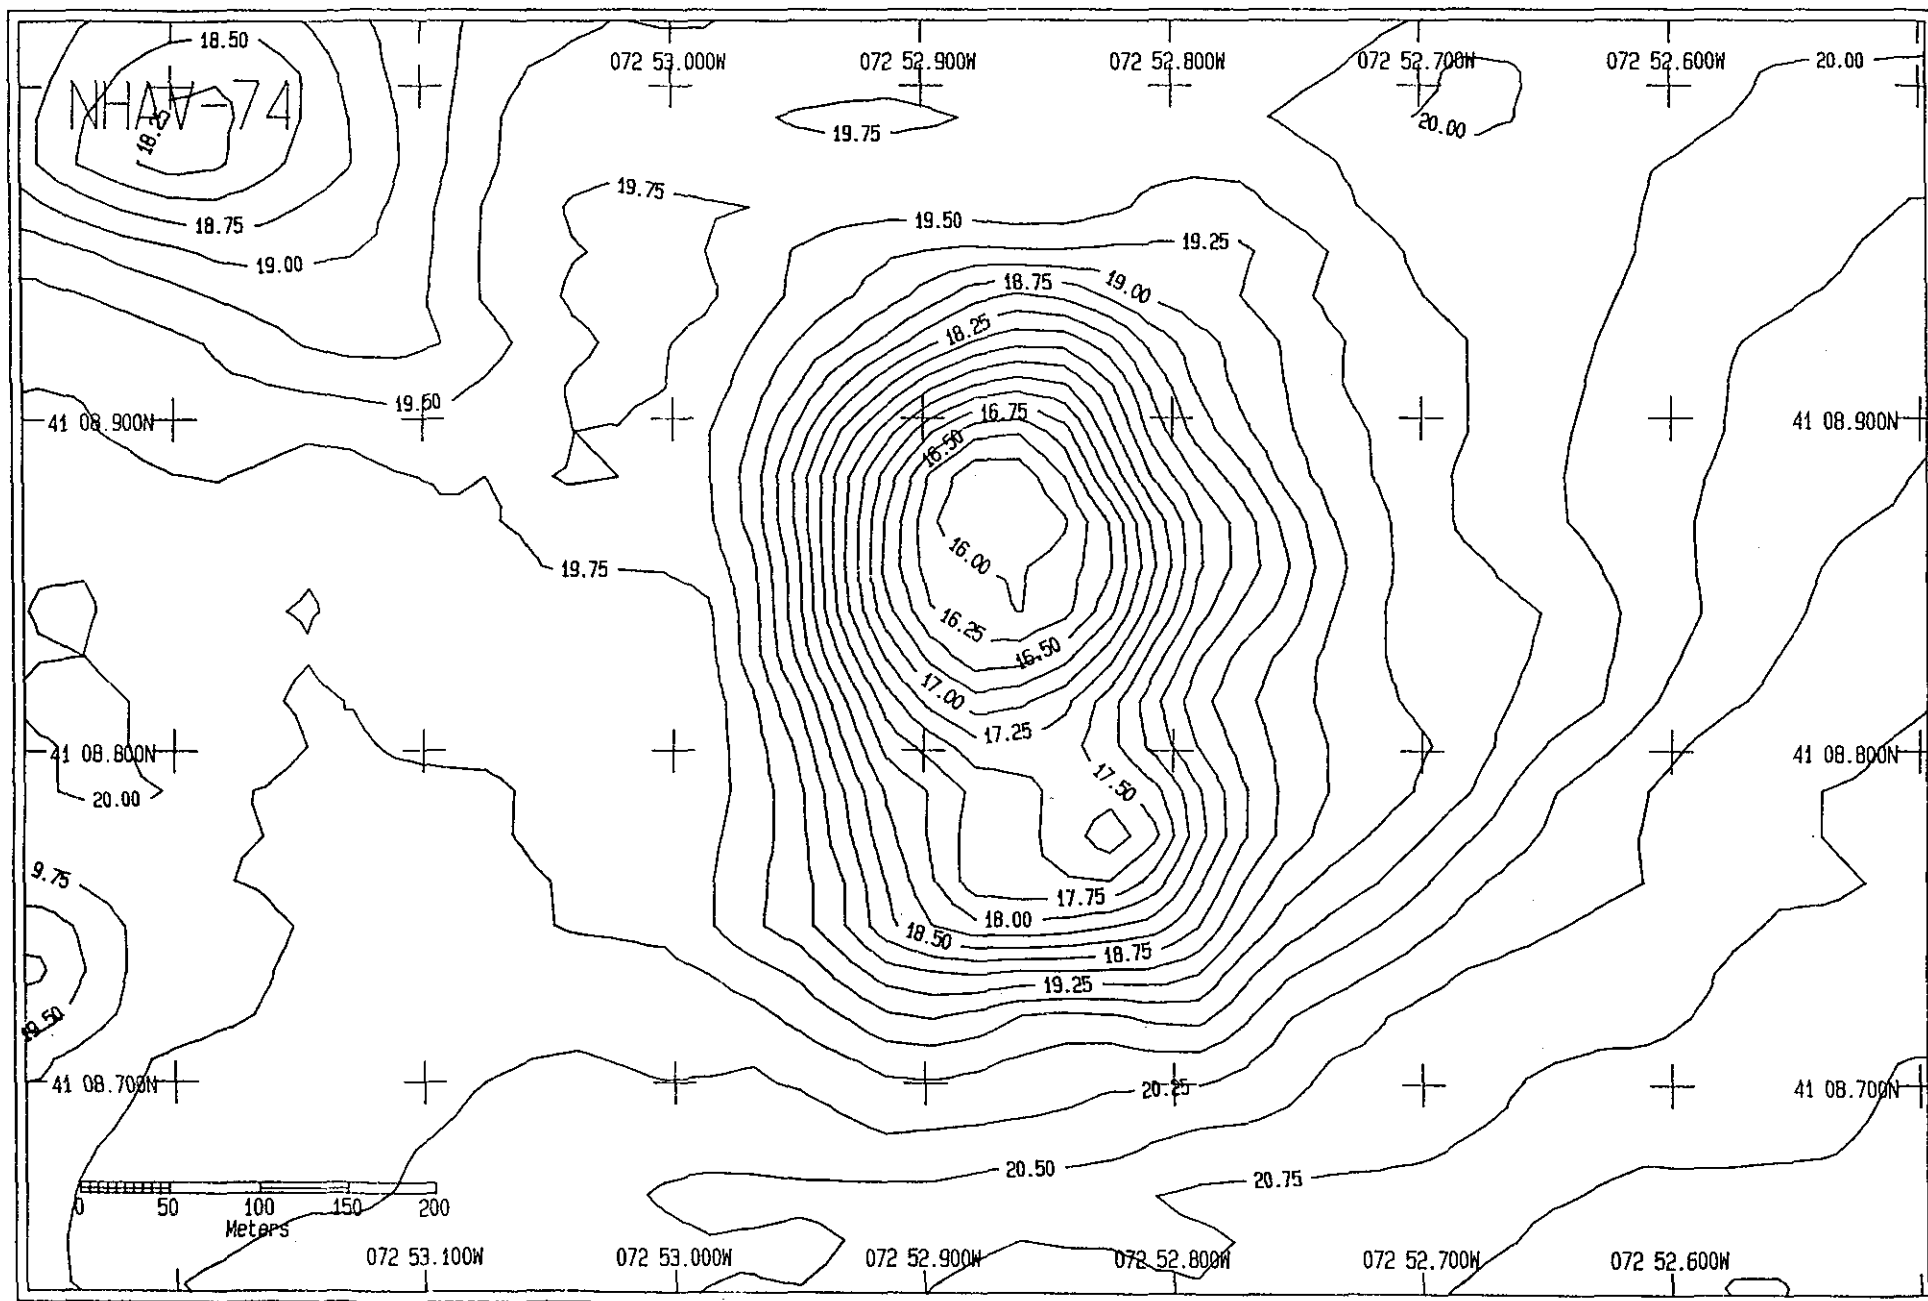 18.50
072 53.000W
072 52.900W
072 52.800W
072 52.700W
072 52.600W
20.00
NHAV-74
18.25
19.75
20.00
19.75
18.75
19.50
19.25
19.00
18.75
19.00
18.25
19.50
16.75
41 08.900N
16.50
41 08.900N
16.00
19.75
16.25
16.50
17.00
17.25
41 08.800N
41 08.800N
17.50
20.00
9.75
17.75
18.00
18.50
18.75
19.25
19.50
41 08.700N
20.25
41 08.700N
20.50
20.75
0 50 100 150 200
Meters
072 53.100W
072 53.000W
072 52.900W
072 52.800W
072 52.700W
072 52.600W